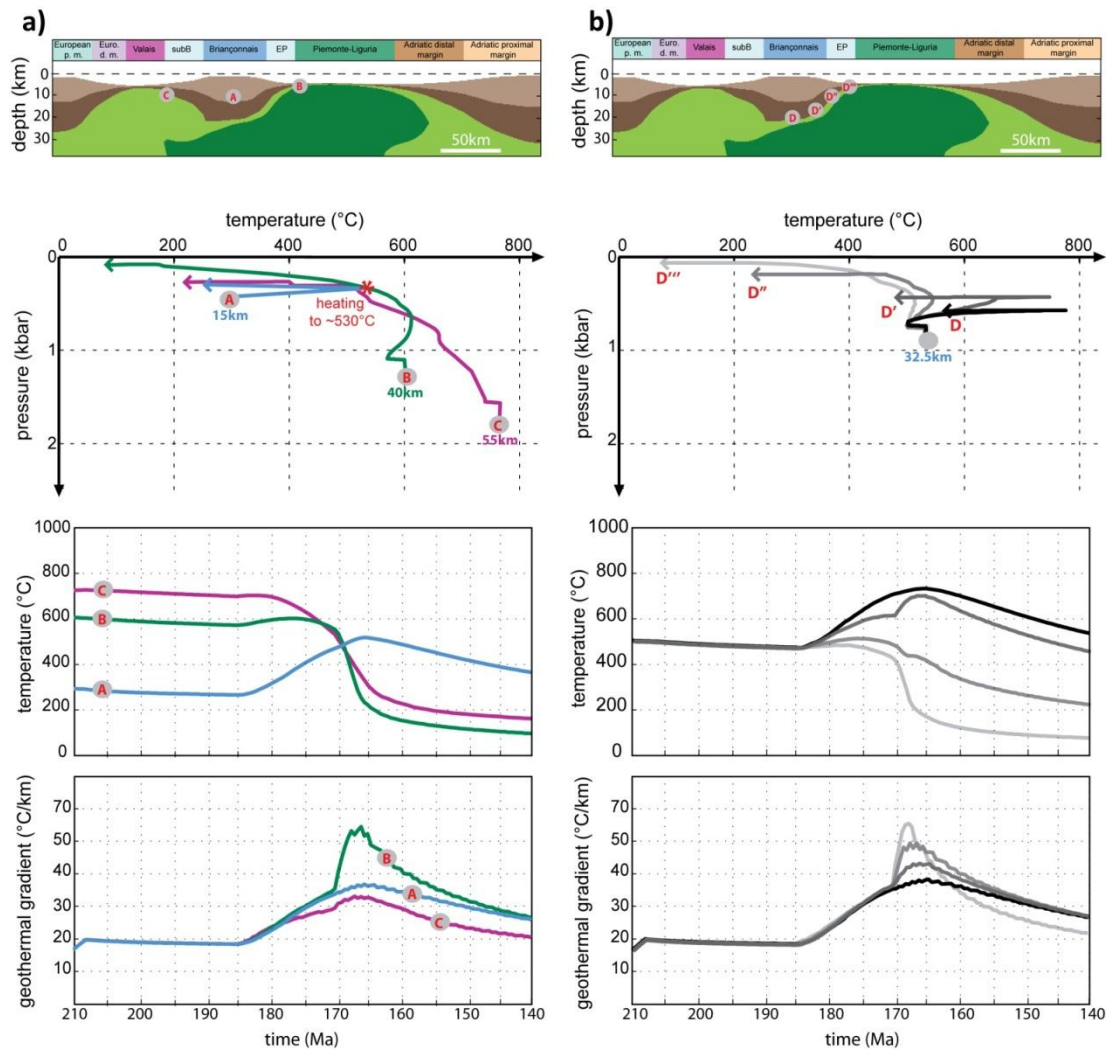 a)
b)
European p. m.
Euro. d. m.
Valais
subB
Briançonnais
EP
Piemonte-Liguria
Adriatic distal margin
Adriatic proximal margin
European p. m.
Euro. d. m.
Valais
subB
Briançonnais
EP
Piemonte-Liguria
Adriatic distal margin
Adriatic proximal margin
depth (km)
0
10
20
30
C
A
B
50km
depth (km)
0
10
20
30
D
D'
D''
D'''
50km
temperature (°C)
0 200 400 600 800
pressure (kbar)
0
1
2
A
15km
heating
to ~530°C
B
40km
C
55km
temperature (°C)
0 200 400 600 800
pressure (kbar)
0
1
2
D'''
D''
D'
D
32.5km
temperature (°C)
1000
800
600
400
200
0
C
B
A
temperature (°C)
1000
800
600
400
200
0
geothermal gradient (°C/km)
70
60
50
40
30
20
10
B
A
C
210 200 190 180 170 160 150 140
time (Ma)
geothermal gradient (°C/km)
70
60
50
40
30
20
10
210 200 190 180 170 160 150 140
time (Ma)